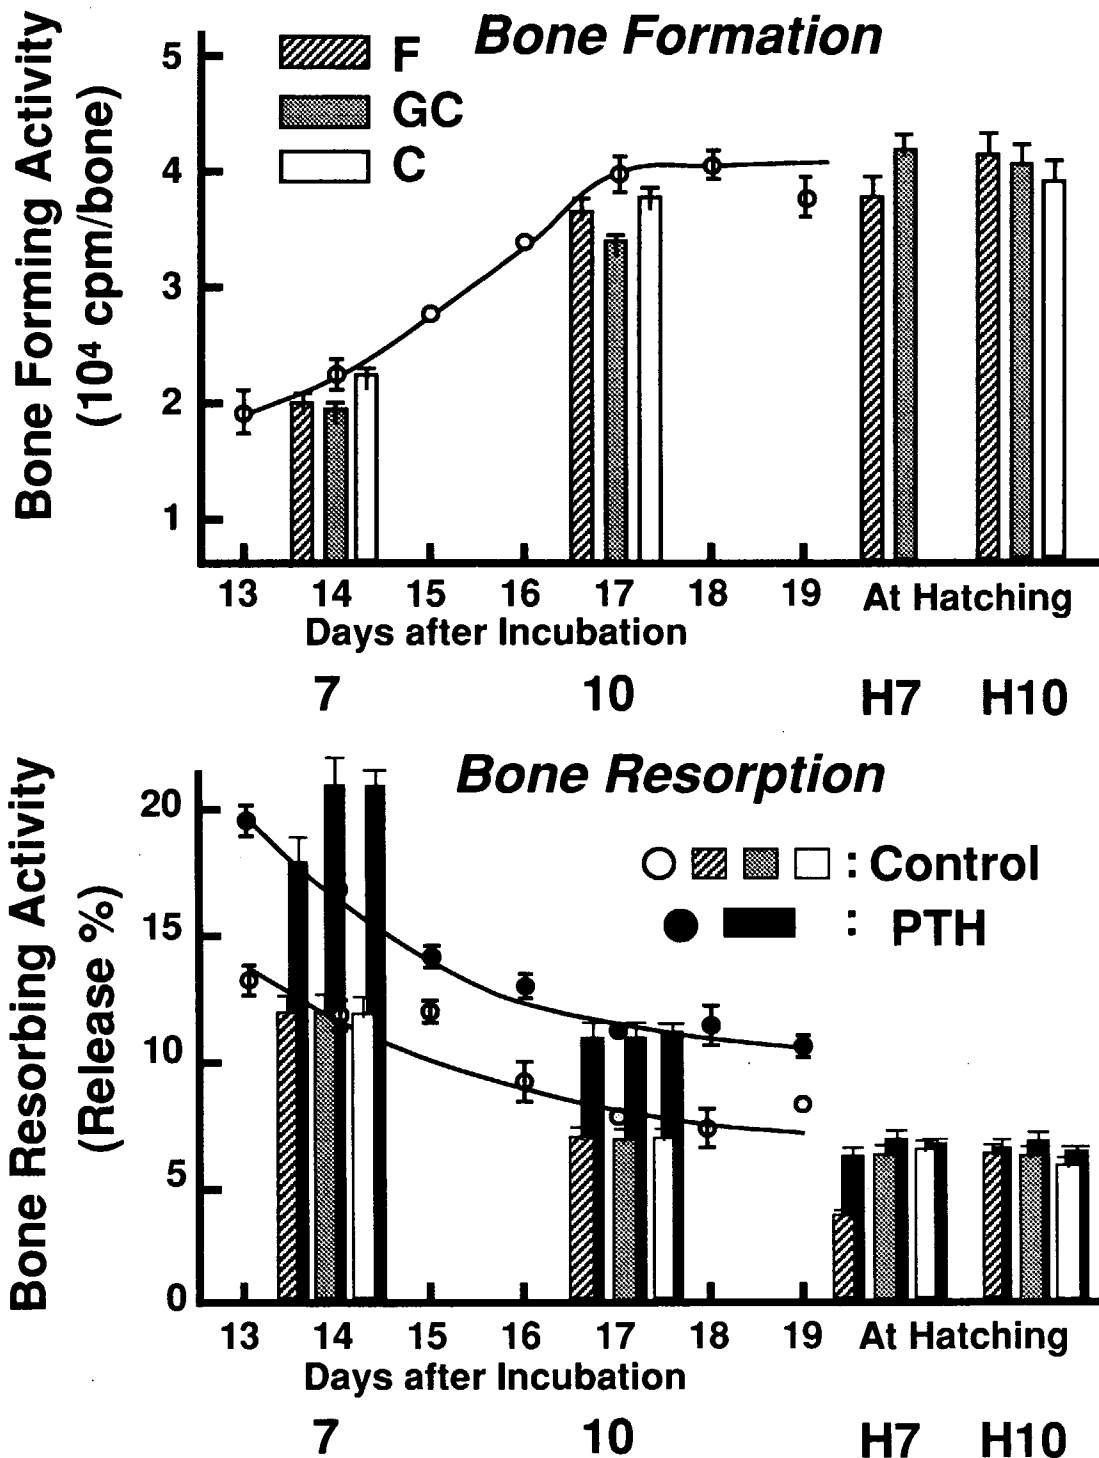 Bone Formation
Bone Forming Activity
(10⁴ cpm/bone)
5
4
3
2
1
F
GC
C
13 14 15 16 17 18 19 At Hatching
Days after Incubation
7 10 H7 H10
Bone Resorption
Bone Resorbing Activity
(Release %)
20
15
10
5
0
: Control
: PTH
13 14 15 16 17 18 19 At Hatching
Days after Incubation
7 10 H7 H10